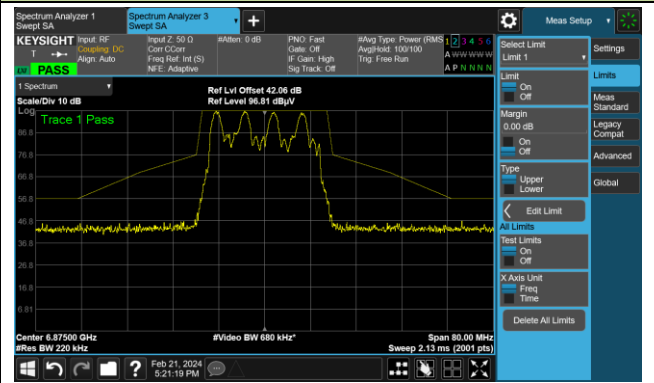 Spectrum Analyzer 1
Swept SA
Spectrum Analyzer 3
Swept SA
Meas Setup
KEYSIGHT
Input: RF
Coupling: DC
Align: Auto
Input Z: 50 Ω
Corr CCorr
Freq Ref: Int (S)
NFE: Adaptive
#Atten: 0 dB
PNO: Fast
Gate: Off
IF Gain: High
Sig Track: Off
#Avg Type: Power (RMS
Avg|Hold: 100/100
Trig: Free Run
1 2 3 4 5 6
A W W W W W
A P N N N N
T
PASS
1 Spectrum
Scale/Div 10 dB
Ref Lvl Offset 42.06 dB
Ref Level 96.81 dBµV
Log
Trace 1 Pass
86.8
76.8
66.8
56.8
46.8
36.8
26.8
16.8
6.81
Center 6.87500 GHz
#Res BW 220 kHz
#Video BW 680 kHz*
Span 80.00 MHz
Sweep 2.13 ms (2001 pts)
Select Limit
Limit 1
Limit
On
Off
Margin
0.00 dB
On
Off
Type
Upper
Lower
Edit Limit
All Limits
Test Limits
On
Off
X Axis Unit
Freq
Time
Delete All Limits
Settings
Limits
Meas
Standard
Legacy
Compat
Advanced
Global
?
Feb 21, 2024
5:21:19 PM